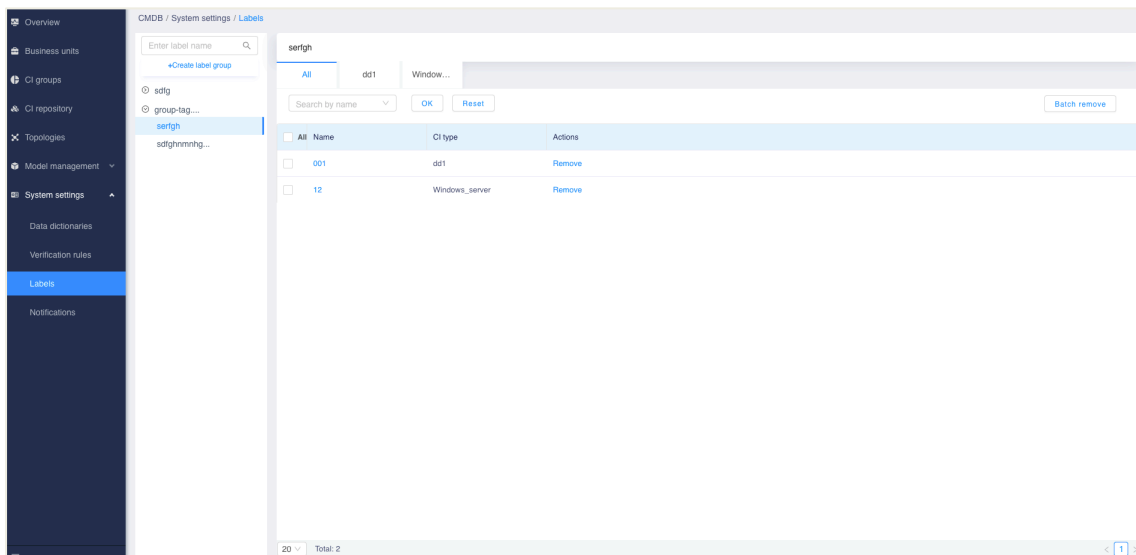 Overview
Business units
CI groups
CI repository
Topologies
Model management
System settings
Data dictionaries
Verification rules
Labels
Notifications
CMDB / System settings / Labels
Enter label name
+Create label group
sdfg
group-tag....
serfgh
sdfghnmnhg...
serfgh
All dd1 Window...
Search by name OK Reset Batch remove
All Name CI type Actions
001 dd1 Remove
12 Windows_server Remove
20 Total: 2 < 1 >